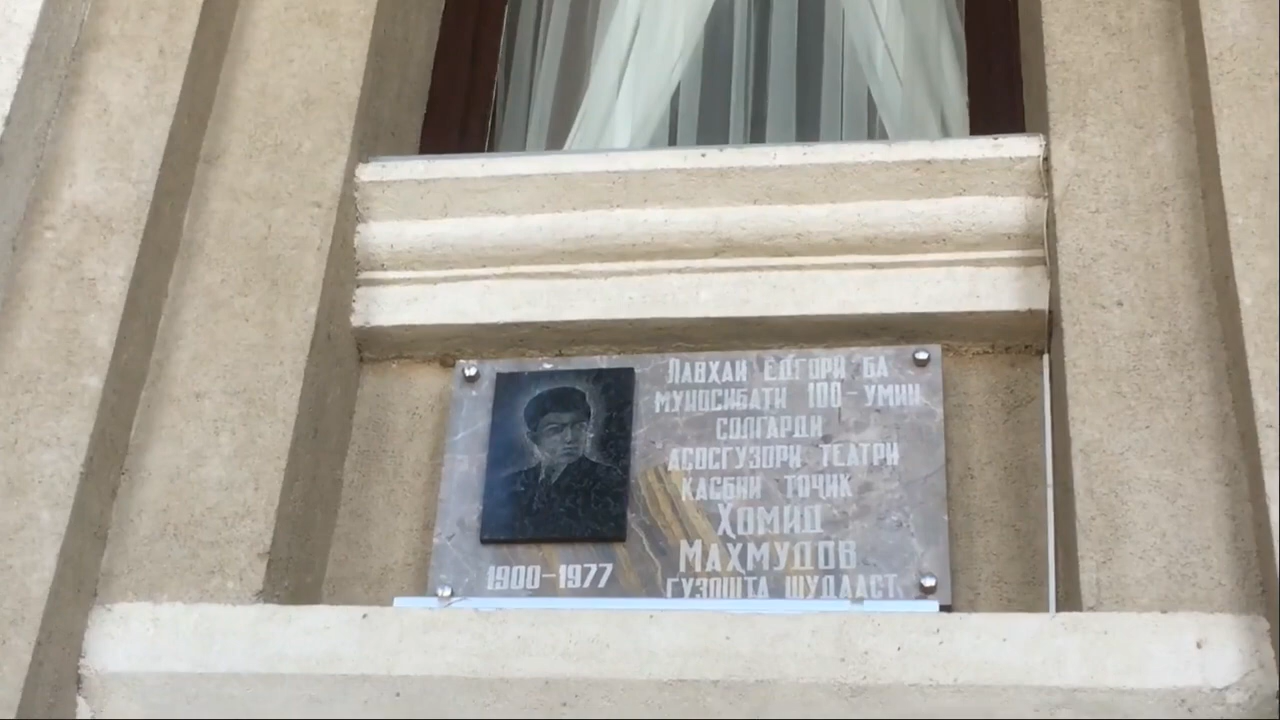 Лавҳаи ёдгорӣ ба
муносибати 100-умин
солгарди
асосгузори театри
касбии тоҷик
Ҳомид
Маҳмудов
гузошта шудааст
1900-1977